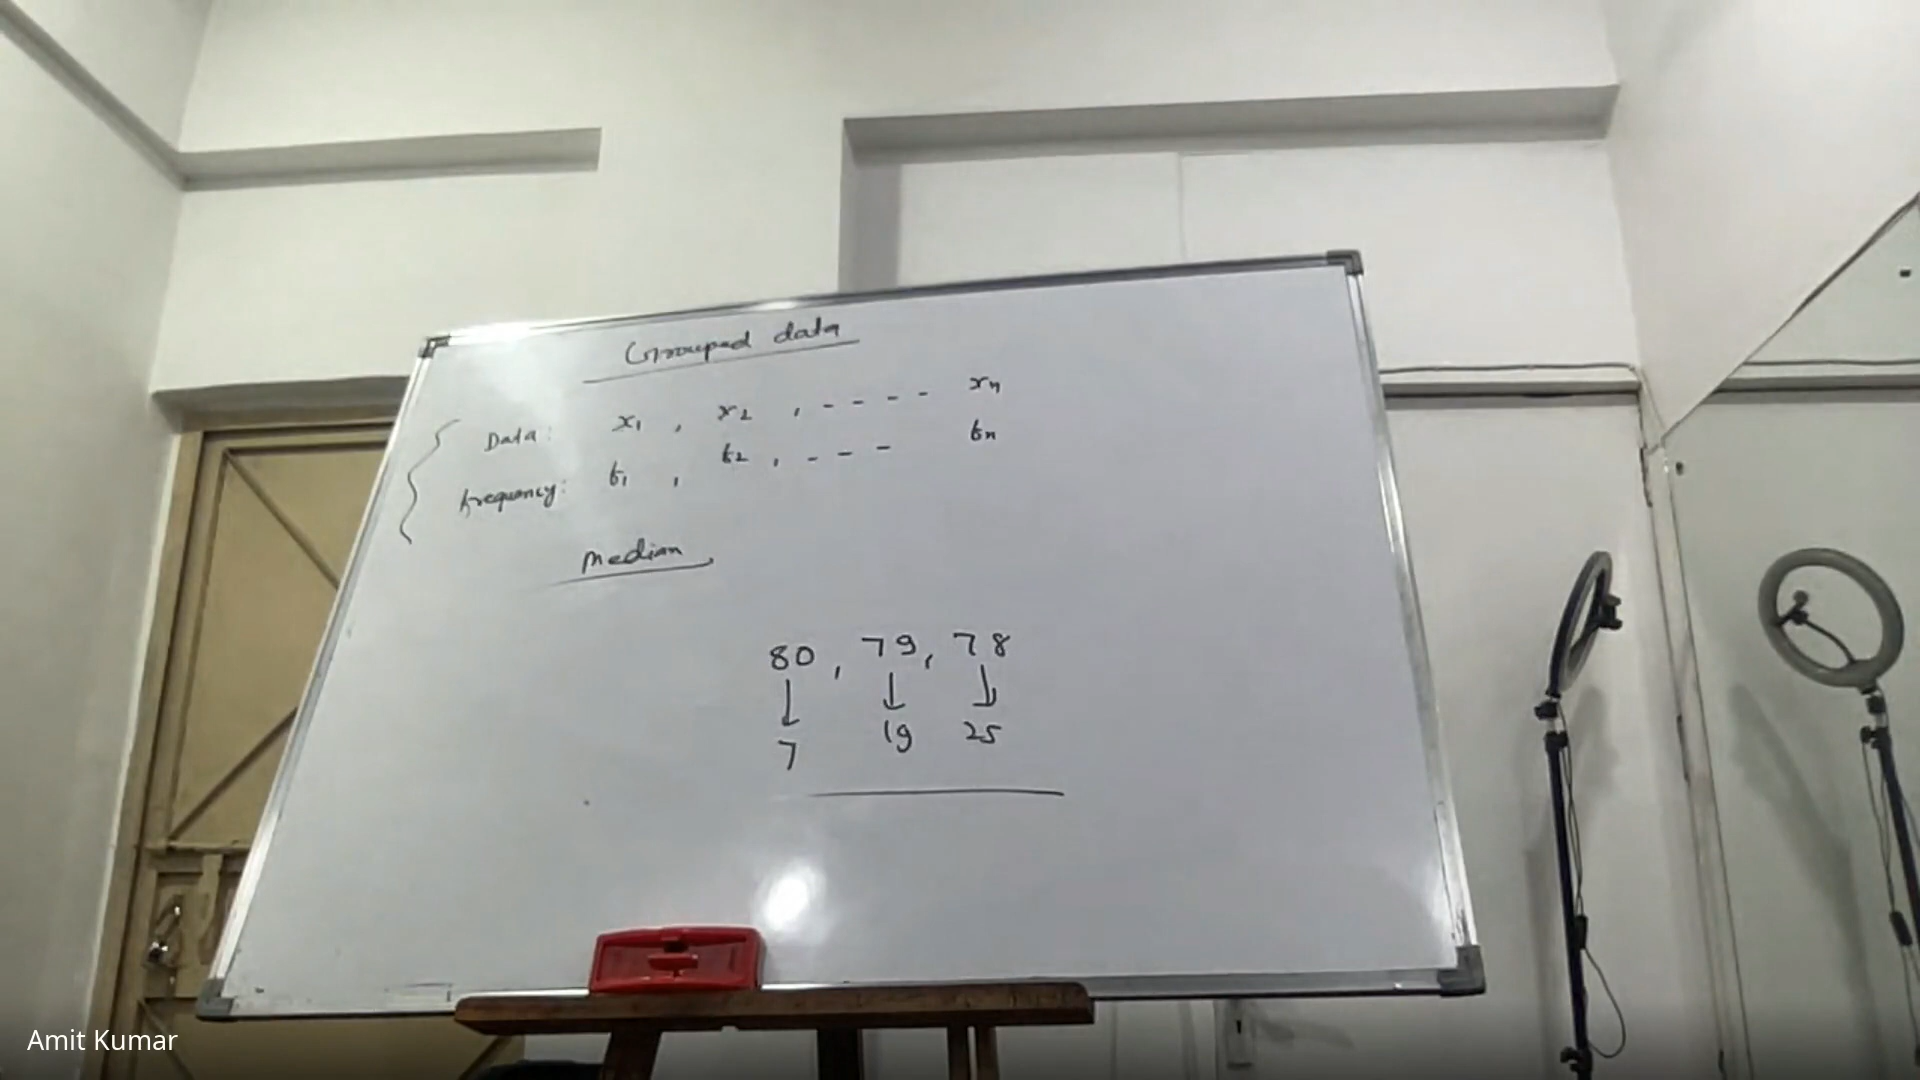 Grouped data
Data: x₁, x₂, ---- xₙ
frequency: f₁, f₂, --- fₙ
Median
80, 79, 78
↓ ↓ ↓
7 19 25
Amit Kumar